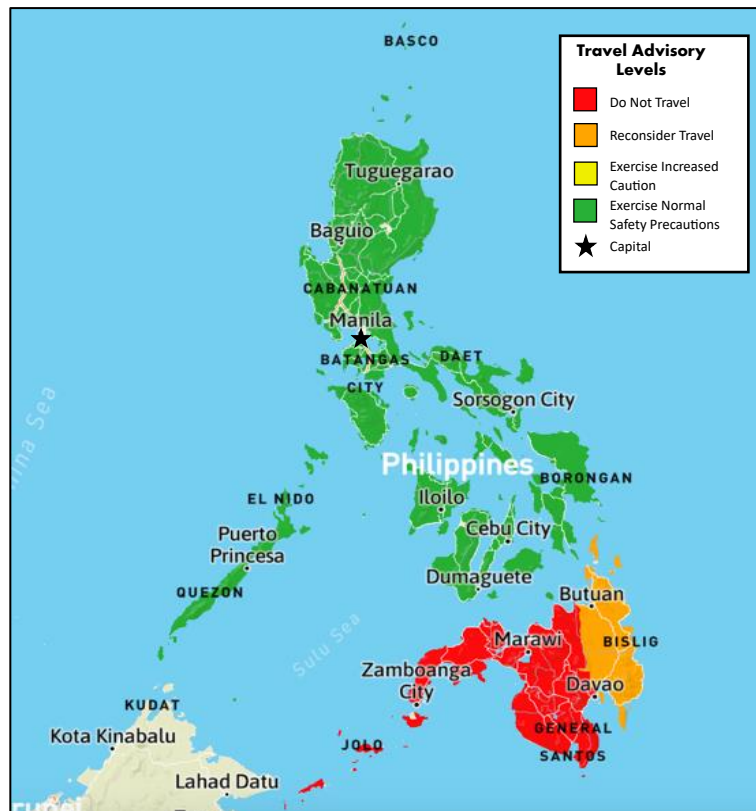 BASCO
Travel Advisory
Levels
Do Not Travel
Reconsider Travel
Exercise Increased
Caution
Exercise Normal
Safety Precautions
Capital
Tuguegarao
Baguio
CABANATUAN
Manila
BATANGAS
CITY
DAET
Sorsogon City
Philippines
BORONGAN
Iloilo
EL NIDO
Cebu City
Puerto
Princesa
QUEZON
Dumaguete
Butuan
Sulu Sea
Marawi
BISLIG
Zamboanga
City
Davao
KUDAT
GENERAL
SANTOS
JOLO
Kota Kinabalu
Lahad Datu